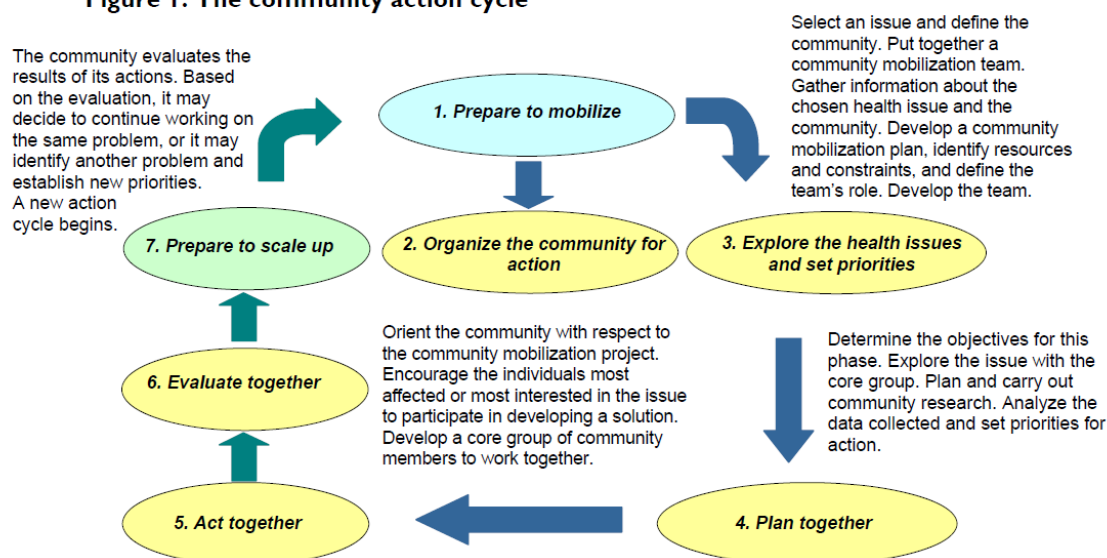 Figure 1. The community action cycle
Select an issue and define the
community. Put together a
community mobilization team.
Gather information about the
chosen health issue and the
community. Develop a community
mobilization plan, identify resources
and constraints, and define the
team's role. Develop the team.
The community evaluates the
results of its actions. Based
on the evaluation, it may
decide to continue working on
the same problem, or it may
identify another problem and
establish new priorities.
A new action
cycle begins.
1. Prepare to mobilize
2. Organize the community for
action
3. Explore the health issues
and set priorities
7. Prepare to scale up
Orient the community with respect to
the community mobilization project.
Encourage the individuals most
affected or most interested in the issue
to participate in developing a solution.
Develop a core group of community
members to work together.
Determine the objectives for this
phase. Explore the issue with the
core group. Plan and carry out
community research. Analyze the
data collected and set priorities for
action.
6. Evaluate together
5. Act together
4. Plan together